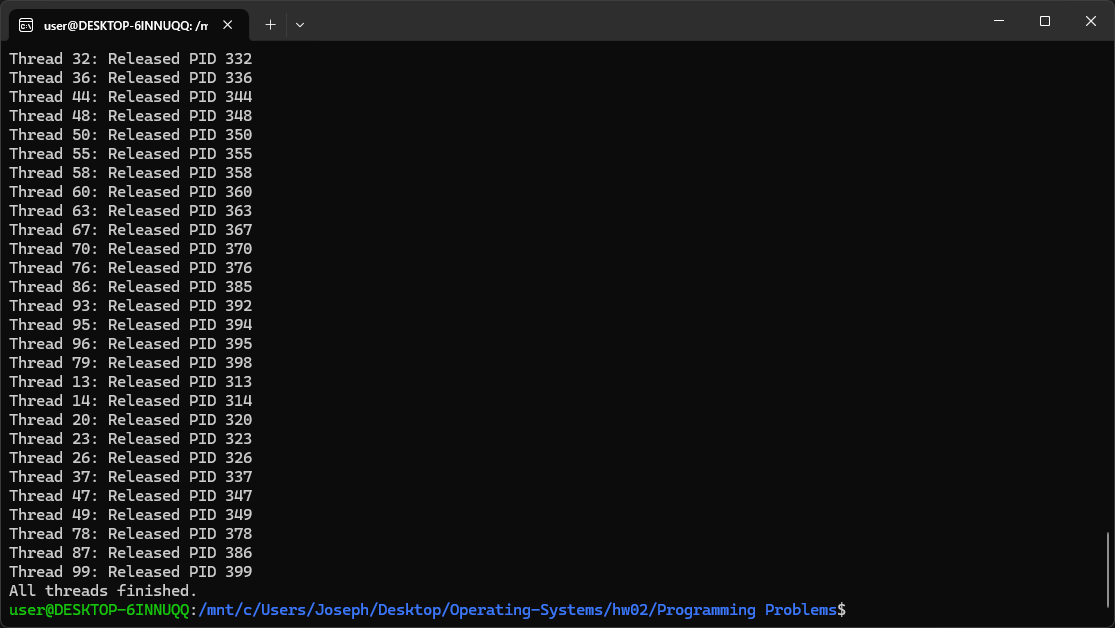 user@DESKTOP-6INNUQQ: /m
Thread 32: Released PID 332
Thread 36: Released PID 336
Thread 44: Released PID 344
Thread 48: Released PID 348
Thread 50: Released PID 350
Thread 55: Released PID 355
Thread 58: Released PID 358
Thread 60: Released PID 360
Thread 63: Released PID 363
Thread 67: Released PID 367
Thread 70: Released PID 370
Thread 76: Released PID 376
Thread 86: Released PID 385
Thread 93: Released PID 392
Thread 95: Released PID 394
Thread 96: Released PID 395
Thread 79: Released PID 398
Thread 13: Released PID 313
Thread 14: Released PID 314
Thread 20: Released PID 320
Thread 23: Released PID 323
Thread 26: Released PID 326
Thread 37: Released PID 337
Thread 47: Released PID 347
Thread 49: Released PID 349
Thread 78: Released PID 378
Thread 87: Released PID 386
Thread 99: Released PID 399
All threads finished.
user@DESKTOP-6INNUQQ:/mnt/c/Users/Joseph/Desktop/Operating-Systems/hw02/Programming Problems$